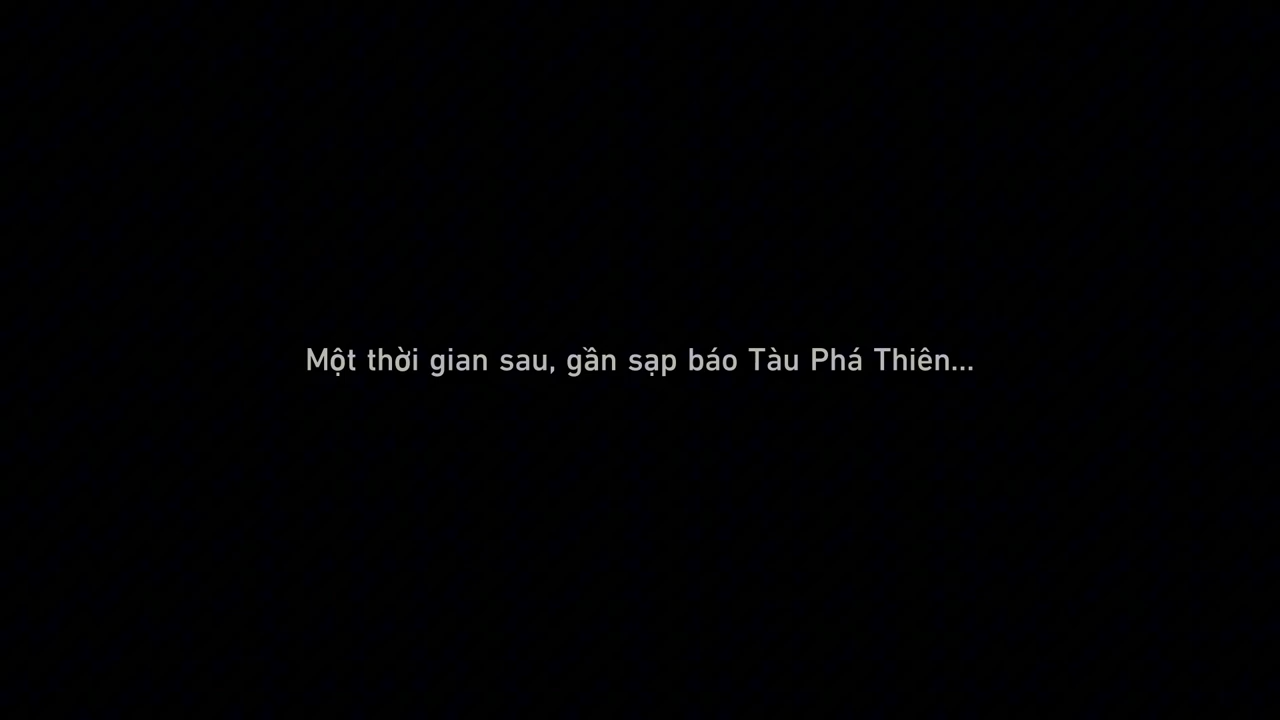 Một thời gian sau, gần sạp báo Tàu Phá Thiên...